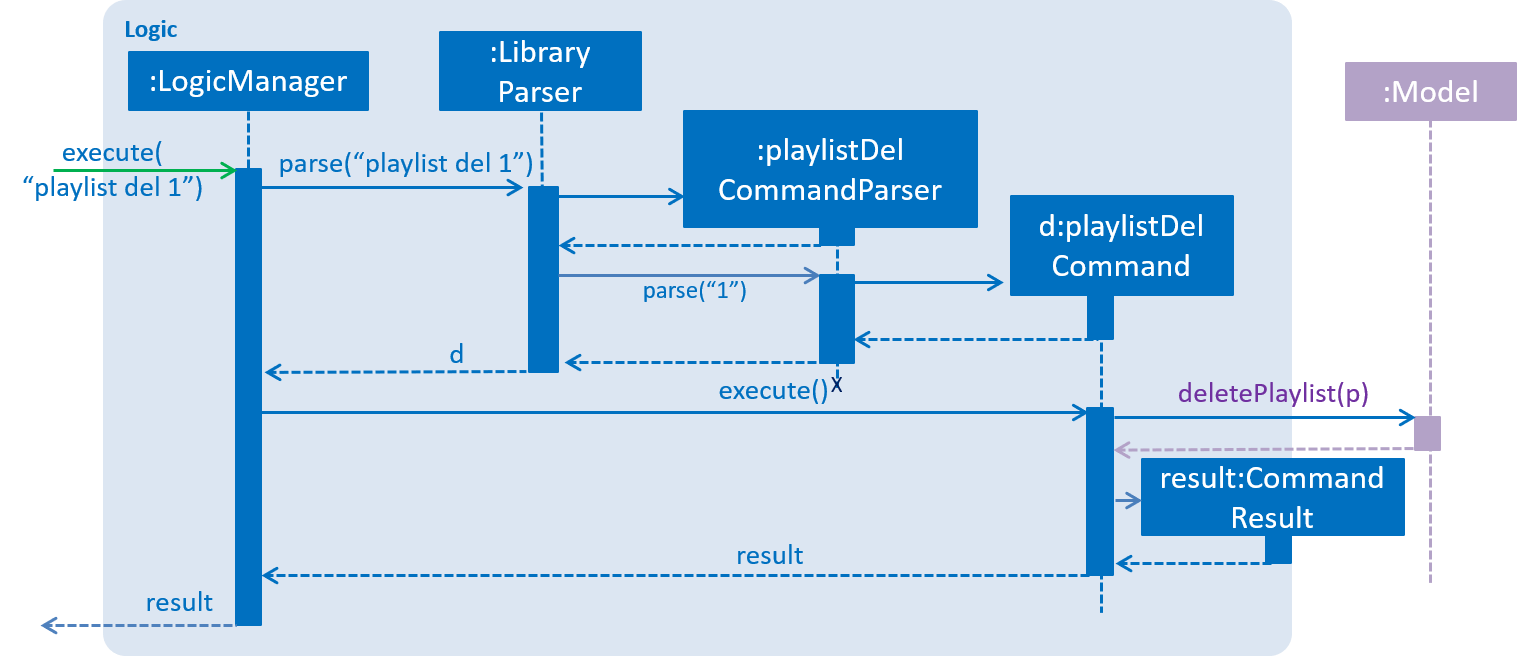 Logic
:LogicManager
:Library
Parser
:playlistDel
CommandParser
d:playlistDel
Command
:Model
execute(
“playlist del 1”)
parse(“playlist del 1”)
parse(“1”)
d
X
execute()
deletePlaylist(p)
result:Command
Result
result
result